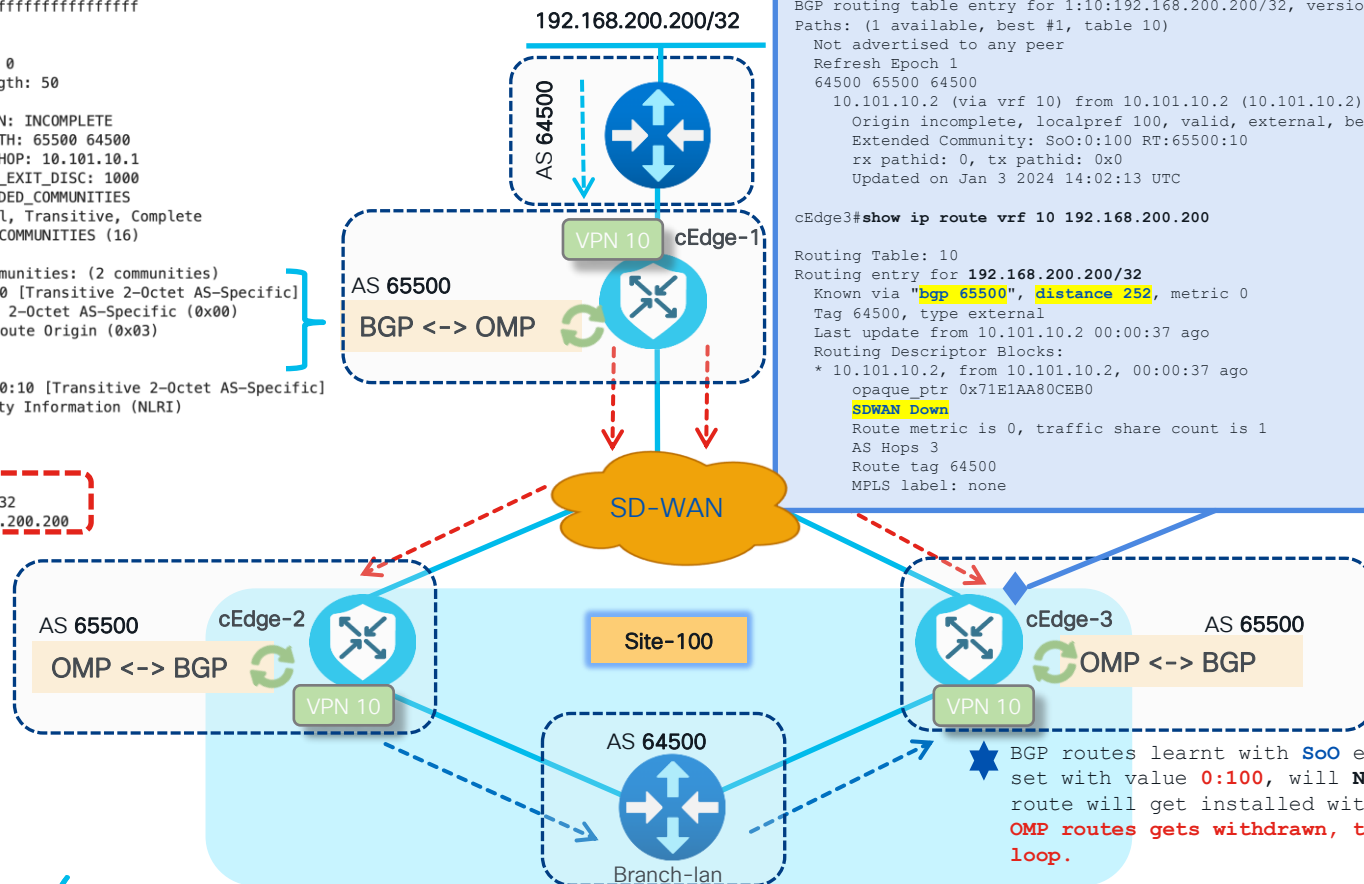 ffffffffffffffff
0
gth: 50
N: INCOMPLETE
TH: 65500 64500
HOP: 10.101.10.1
_EXIT_DISC: 1000
DED_COMMUNITIES
l, Transitive, Complete
COMMUNITIES (16)
munities: (2 communities)
0 [Transitive 2-Octet AS-Specific]
2-Octet AS-Specific (0x00)
oute Origin (0x03)
0:10 [Transitive 2-Octet AS-Specific]
ty Information (NLRI)
32
.200.200
192.168.200.200/32
AS 64500
VPN 10
cEdge-1
AS 65500
BGP <-> OMP
BGP routing table entry for 1:10:192.168.200.200/32, versio
Paths: (1 available, best #1, table 10)
Not advertised to any peer
Refresh Epoch 1
64500 65500 64500
10.101.10.2 (via vrf 10) from 10.101.10.2 (10.101.10.2)
Origin incomplete, localpref 100, valid, external, be
Extended Community: SoO:0:100 RT:65500:10
rx pathid: 0, tx pathid: 0x0
Updated on Jan 3 2024 14:02:13 UTC
cEdge3#show ip route vrf 10 192.168.200.200
Routing Table: 10
Routing entry for 192.168.200.200/32
Known via "bgp 65500", distance 252, metric 0
Tag 64500, type external
Last update from 10.101.10.2 00:00:37 ago
Routing Descriptor Blocks:
* 10.101.10.2, from 10.101.10.2, 00:00:37 ago
opaque_ptr 0x71E1AA80CEB0
SDWAN Down
Route metric is 0, traffic share count is 1
AS Hops 3
Route tag 64500
MPLS label: none
SD-WAN
cEdge-2
AS 65500
OMP <-> BGP
VPN 10
Site-100
cEdge-3
AS 65500
OMP <-> BGP
VPN 10
AS 64500
Branch-lan
BGP routes learnt with SoO e
set with value 0:100, will N
route will get installed wit
OMP routes gets withdrawn, t
loop.